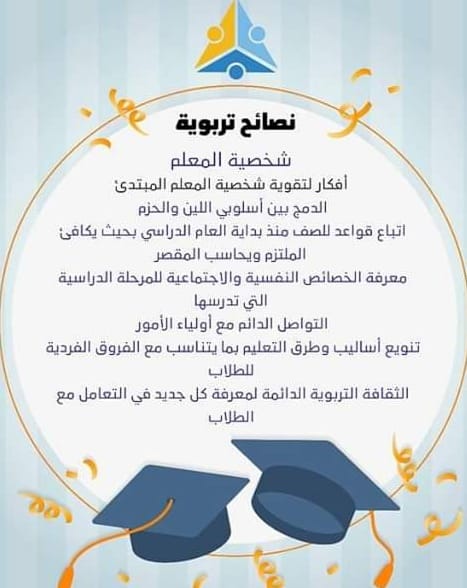 نصائح تربوية
شخصية المعلم
أفكار لتقوية شخصية المعلم المبتدئ
الدمج بين أسلوبي اللين والحزم
اتباع قواعد للصف منذ بداية العام الدراسي بحيث يكافئ
الملتزم ويحاسب المقصر
معرفة الخصائص النفسية والاجتماعية للمرحلة الدراسية
التي تدرسها
التواصل الدائم مع أولياء الأمور
تنويع أساليب وطرق التعليم بما يتناسب مع الفروق الفردية
للطلاب
الثقافة التربوية الدائمة لمعرفة كل جديد في التعامل مع
الطلاب